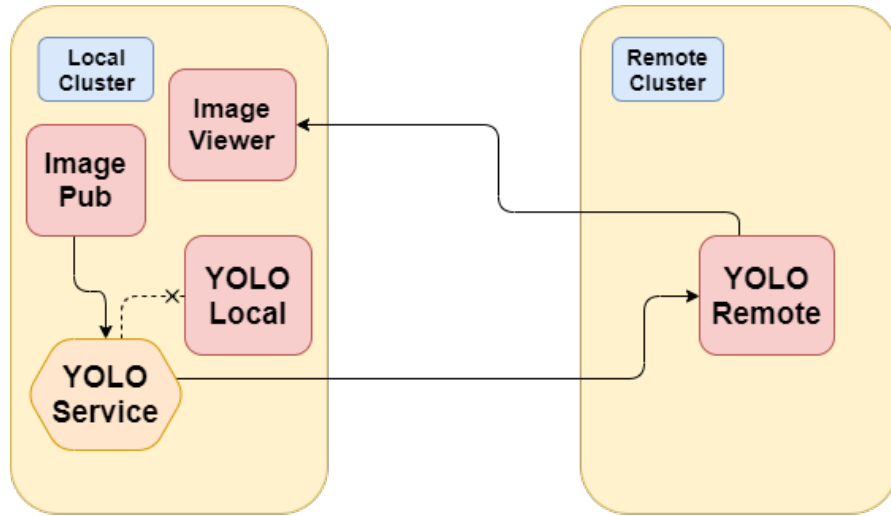 Local
Cluster
Image
Viewer
Image
Pub
YOLO
Local
YOLO
Service
Remote
Cluster
YOLO
Remote